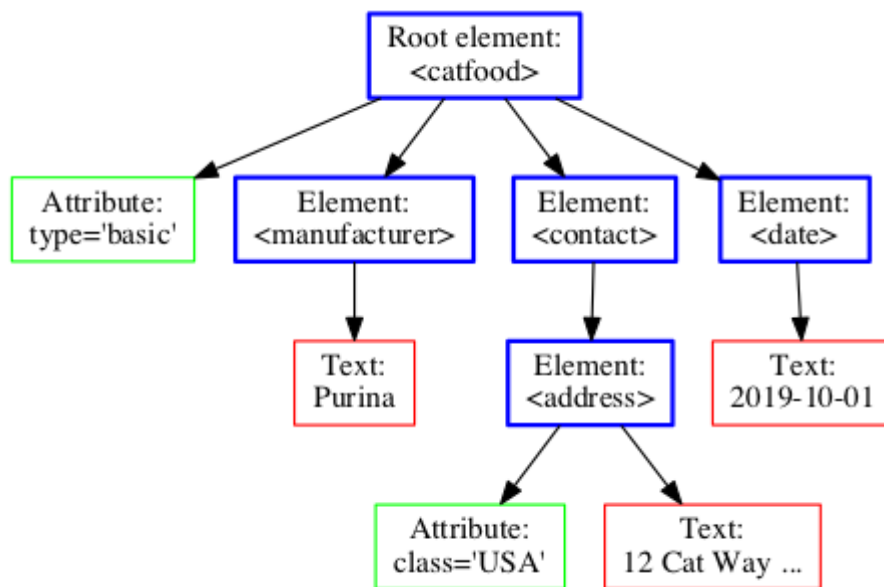 Root element:
<catfood>
Attribute:
type='basic'
Element:
<manufacturer>
Element:
<contact>
Element:
<date>
Text:
Purina
Element:
<address>
Text:
2019-10-01
Attribute:
class='USA'
Text:
12 Cat Way ...